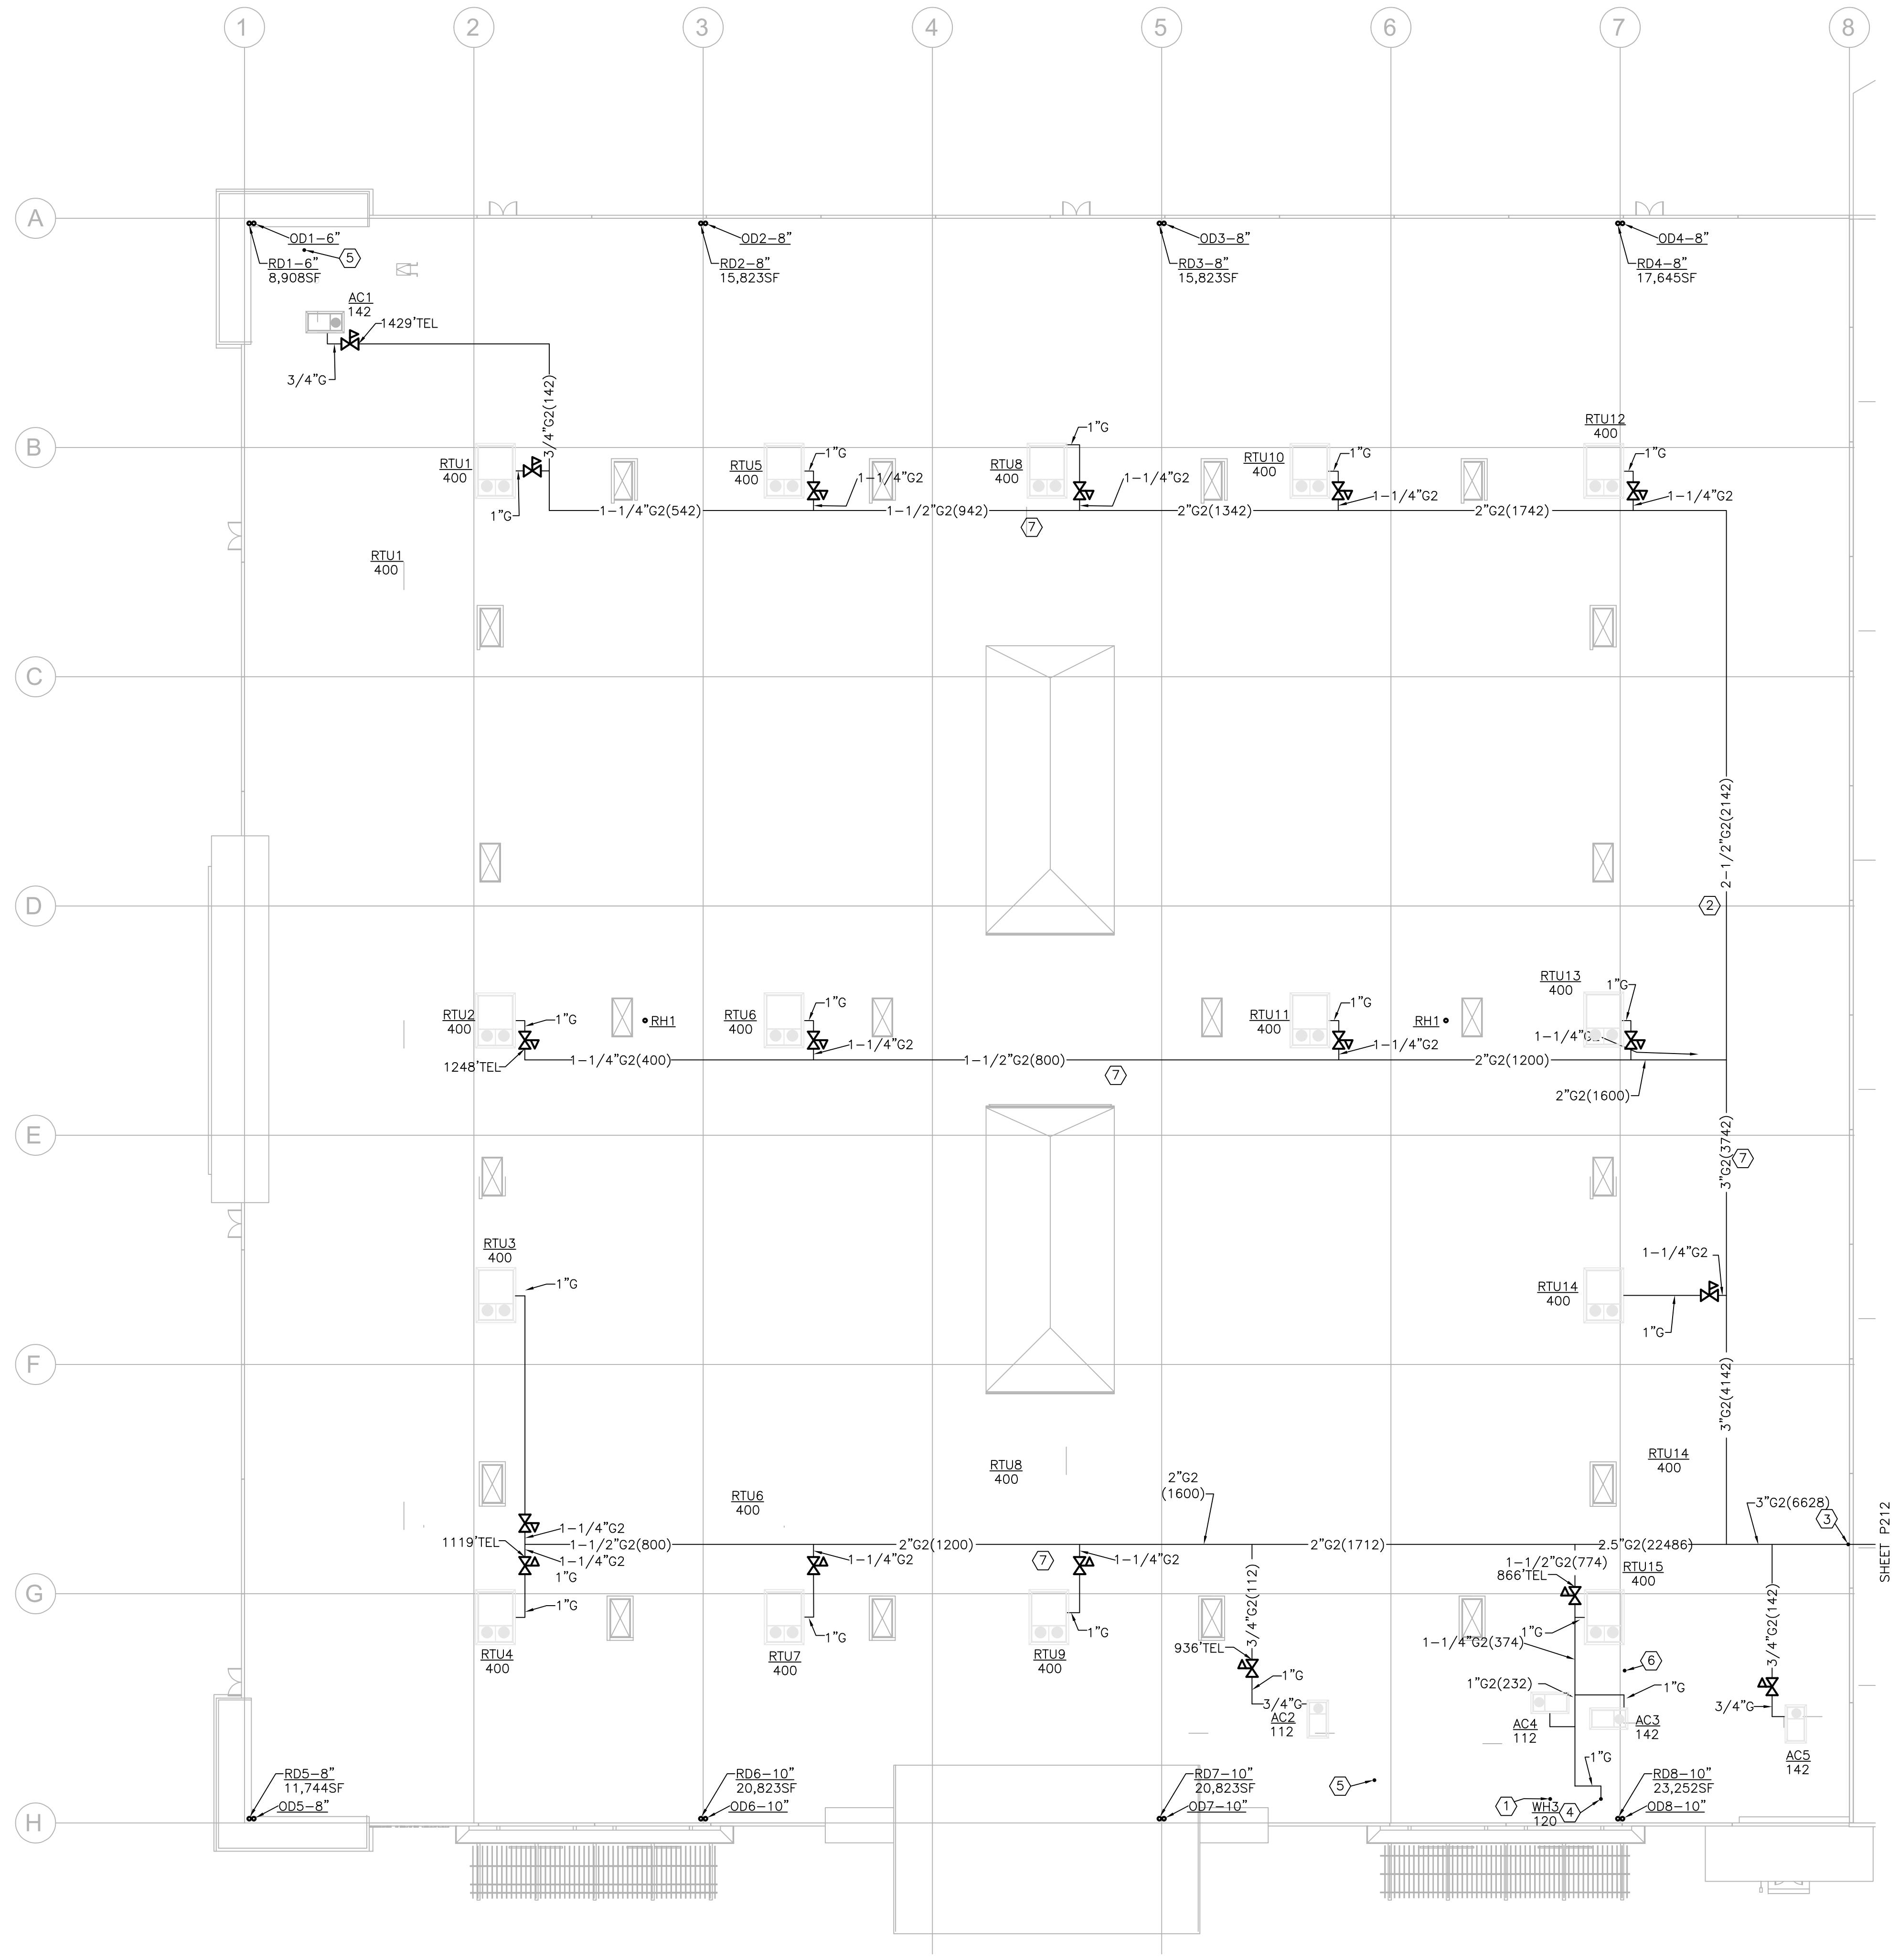 1 2 3 4 5 6 7 8
A
OD1-6"
OD2-8"
OD3-8"
OD4-8"
5
RD1-6"
8,908SF
RD2-8"
15,823SF
RD3-8"
15,823SF
RD4-8"
17,645SF
AC1
142
1429'TEL
3/4"G
3/4"G2(142)
B
RTU1
400
1"G
RTU5
400
1"G
1-1/4"G2
RTU8
400
1"G
1-1/4"G2
RTU10
400
1"G
1-1/4"G2
RTU12
400
1"G
1-1/4"G2
1-1/4"G2(542)
1-1/2"G2(942)
2"G2(1342)
2"G2(1742)
7
RTU1
400
C
2-1/2"G2(2142)
D
2
RTU2
400
1"G
1248'TEL
RH1
RTU6
400
1"G
1-1/4"G2
RTU11
400
1"G
1-1/4"G2
RH1
RTU13
400
1"G
1-1/4"G2
1-1/4"G2(400)
1-1/2"G2(800)
2"G2(1200)
7
2"G2(1600)
E
3"G2(3742)
7
RTU3
400
1"G
1-1/4"G2
RTU14
400
1"G
F
3"G2(4142)
RTU14
400
RTU8
400
RTU6
400
2"G2
(1600)
3"G2(6628)
3
SHEET P212
1-1/4"G2
1119'TEL
1-1/2"G2(800)
2"G2(1200)
2"G2(1712)
2.5"G2(22486)
1-1/4"G2
1"G
1-1/4"G2
7
1-1/4"G2
1-1/2"G2(774)
866'TEL
RTU15
400
G
1"G
RTU4
400
1"G
RTU7
400
1"G
RTU9
400
3/4"G2(112)
936'TEL
1"G
3/4"G
AC2
112
1"G
1-1/4"G2(374)
6
1"G2(232)
1"G
AC4
112
AC3
142
3/4"G2(142)
3/4"G
AC5
142
1"G
RD5-8"
11,744SF
OD5-8"
RD6-10"
20,823SF
OD6-10"
RD7-10"
20,823SF
OD7-10"
5
1
WH3
120
4
RD8-10"
23,252SF
OD8-10"
H